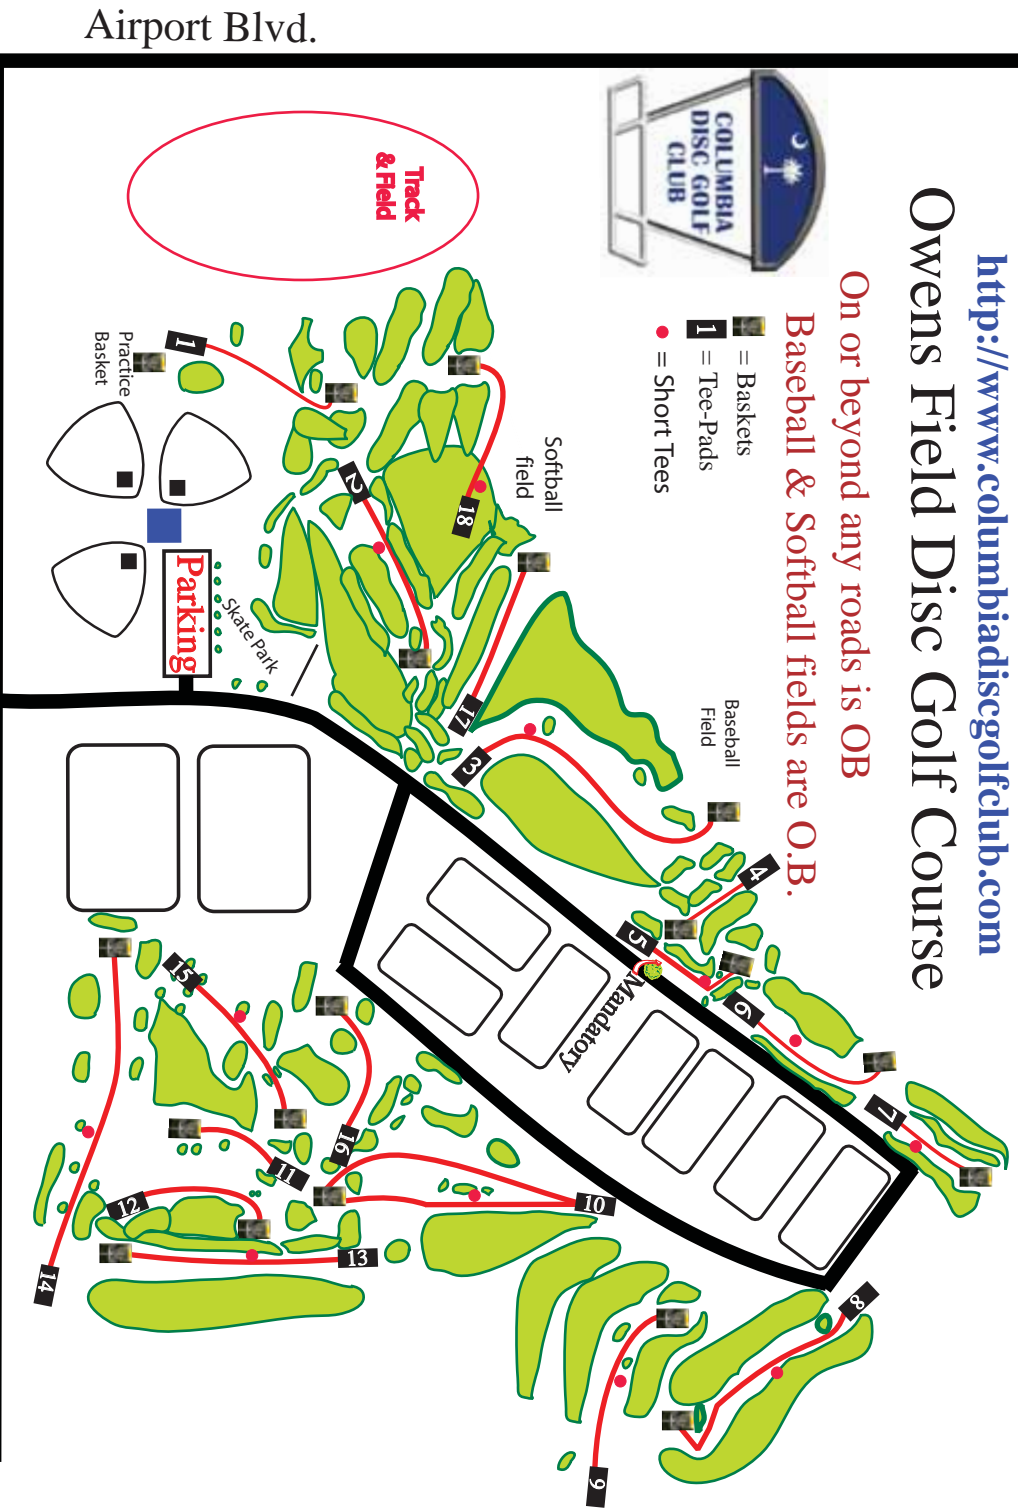 Airport Blvd.
http://www.columbiadiscgolfclub.com
Owens Field Disc Golf Course
On or beyond any roads is OB
Baseball & Softball fields are O.B.
COLUMBIA
DISC GOLF
CLUB
= Baskets
1 = Tee-Pads
= Short Tees
Track
& Field
Softball
field
Baseball
Field
Practice
Basket
Parking
Skate Park
Mandatory
1
2
3
4
5
6
7
8
9
10
11
12
13
14
15
16
17
18